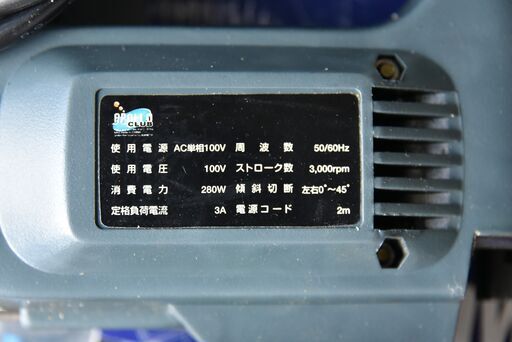 CLUB
使用電源 AC単相100V 周波数 50/60Hz
使用電圧 100V ストローク数 3,000rpm
消費電力 280W 傾斜切断 左右0°~45°
定格負荷電流 3A 電源コード 2m